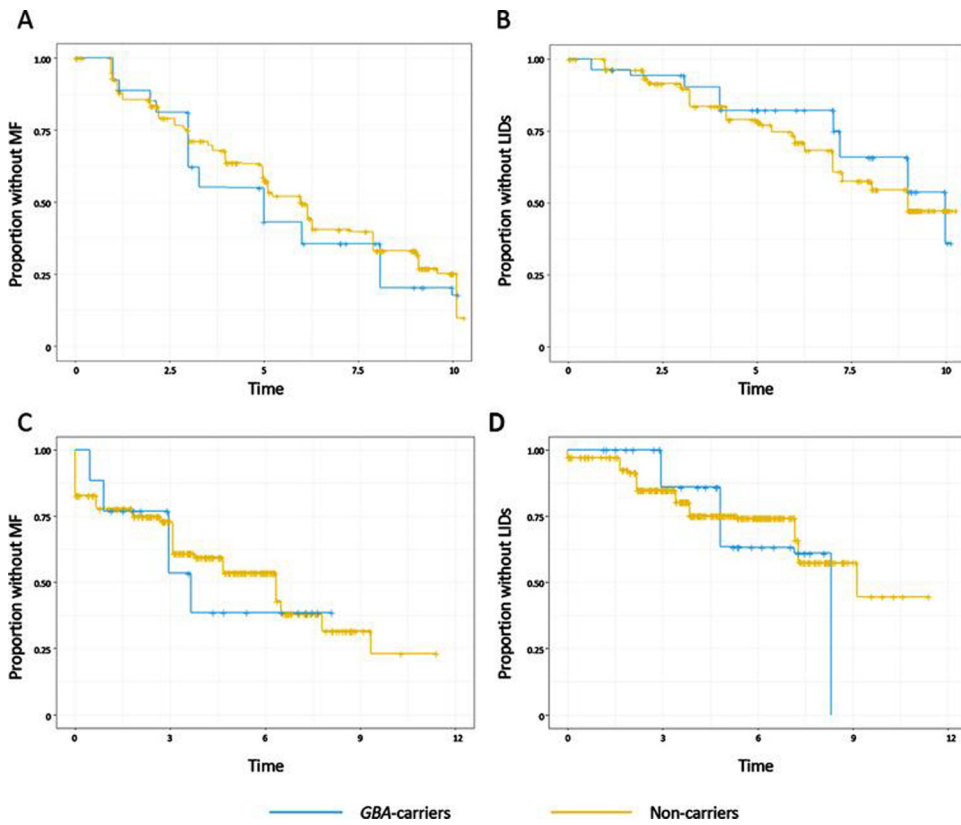 A
Proportion without MF
1.00
0.75
0.50
0.25
0
0 2.5 5 7.5 10
Time
B
Proportion without LIDs
1.00
0.75
0.50
0.25
0
0 2.5 5 7.5 10
Time
C
Proportion without MF
1.00
0.75
0.50
0.25
0
0 3 6 9 12
Time
D
Proportion without LIDs
1.00
0.75
0.50
0.25
0
0 3 6 9 12
Time
GBA-carriers Non-carriers